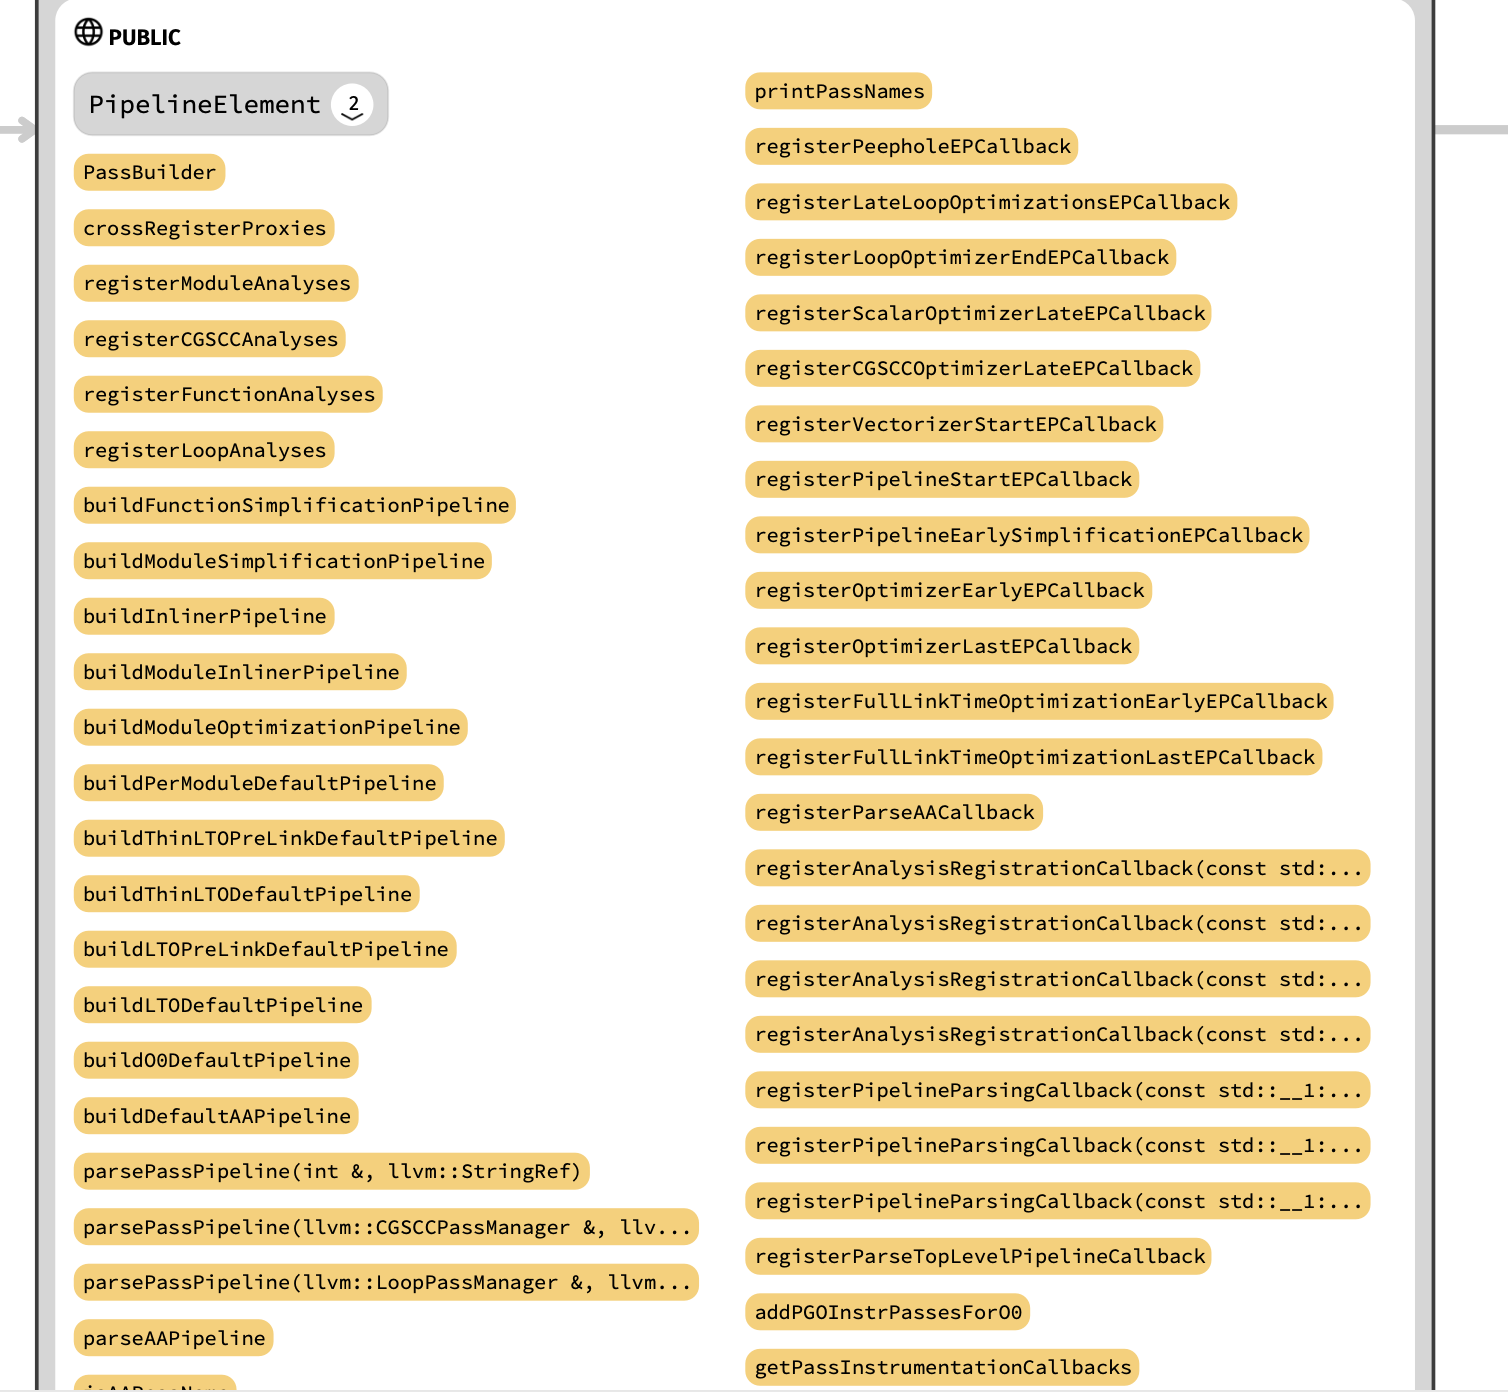 PUBLIC
PipelineElement 2
PassBuilder
crossRegisterProxies
registerModuleAnalyses
registerCGSCCAnalyses
registerFunctionAnalyses
registerLoopAnalyses
buildFunctionSimplificationPipeline
buildModuleSimplificationPipeline
buildInlinerPipeline
buildModuleInlinerPipeline
buildModuleOptimizationPipeline
buildPerModuleDefaultPipeline
buildThinLTOPreLinkDefaultPipeline
buildThinLTODefaultPipeline
buildLTOPreLinkDefaultPipeline
buildLTODefaultPipeline
buildO0DefaultPipeline
buildDefaultAAPipeline
parsePassPipeline(int &, llvm::StringRef)
parsePassPipeline(llvm::CGSCCPassManager &, llv...
parsePassPipeline(llvm::LoopPassManager &, llvm...
parseAAPipeline
printPassNames
registerPeepholeEPCallback
registerLateLoopOptimizationsEPCallback
registerLoopOptimizerEndEPCallback
registerScalarOptimizerLateEPCallback
registerCGSCCOptimizerLateEPCallback
registerVectorizerStartEPCallback
registerPipelineStartEPCallback
registerPipelineEarlySimplificationEPCallback
registerOptimizerEarlyEPCallback
registerOptimizerLastEPCallback
registerFullLinkTimeOptimizationEarlyEPCallback
registerFullLinkTimeOptimizationLastEPCallback
registerParseAACallback
registerAnalysisRegistrationCallback(const std:...
registerAnalysisRegistrationCallback(const std:...
registerAnalysisRegistrationCallback(const std:...
registerAnalysisRegistrationCallback(const std:...
registerPipelineParsingCallback(const std::__1:...
registerPipelineParsingCallback(const std::__1:...
registerPipelineParsingCallback(const std::__1:...
registerParseTopLevelPipelineCallback
addPGOInstrPassesForO0
getPassInstrumentationCallbacks